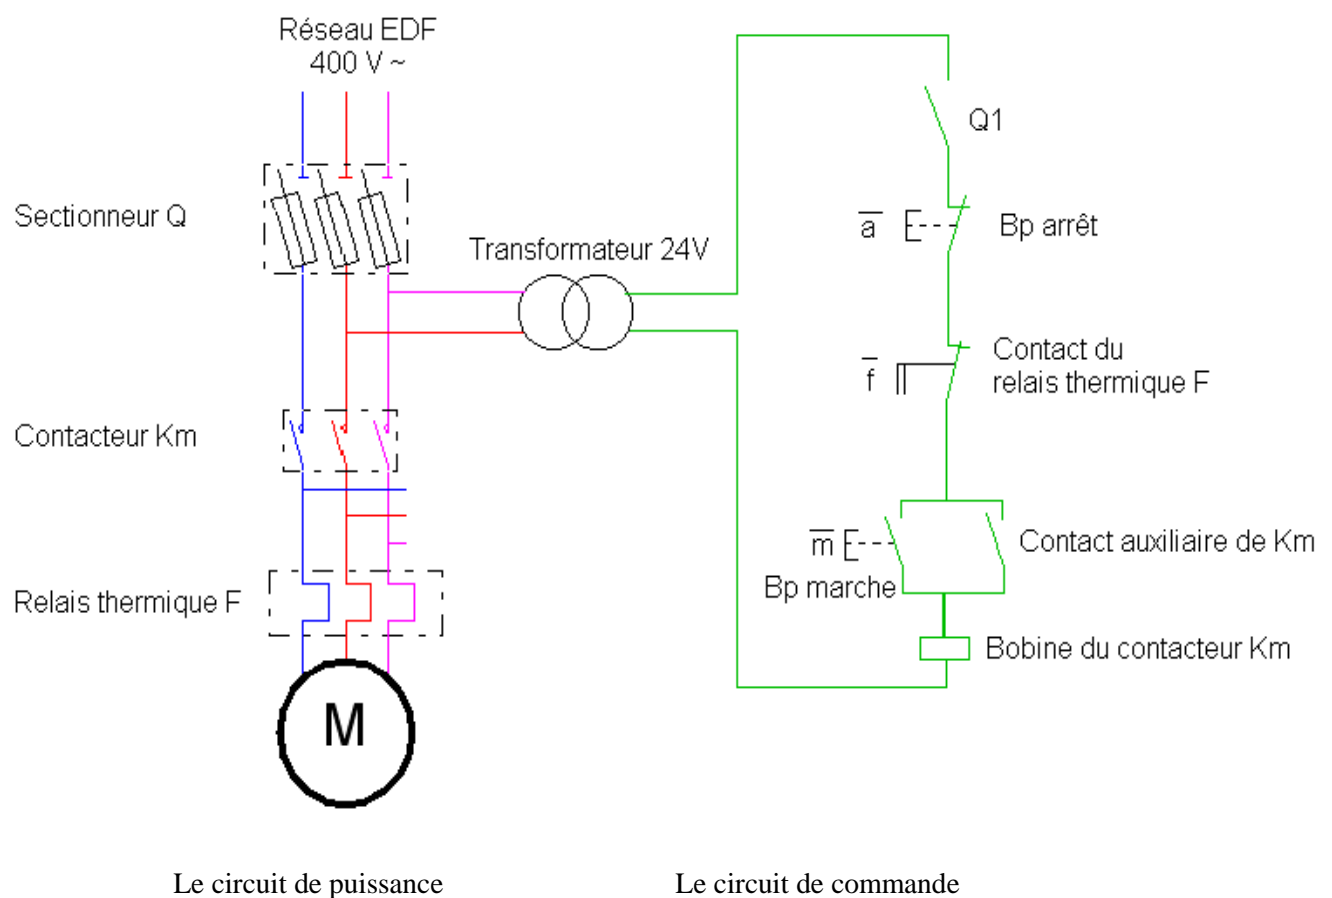 Réseau EDF
400 V ~
Sectionneur Q
Transformateur 24V
Contacteur Km
Relais thermique F
M
Q1
a̅
Bp arrêt
f̅
Contact du
relais thermique F
m̅
Bp marche
Contact auxiliaire de Km
Bobine du contacteur Km
Le circuit de puissance
Le circuit de commande